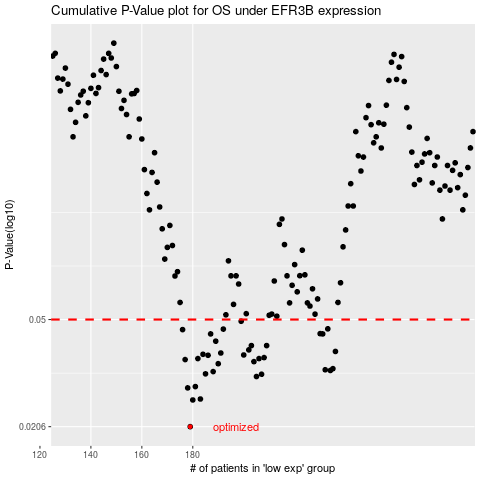 Cumulative P-Value plot for OS under EFR3B expression
P-Value(log10)
0.05
0.0206
optimized
120 140 160 180
# of patients in 'low exp' group